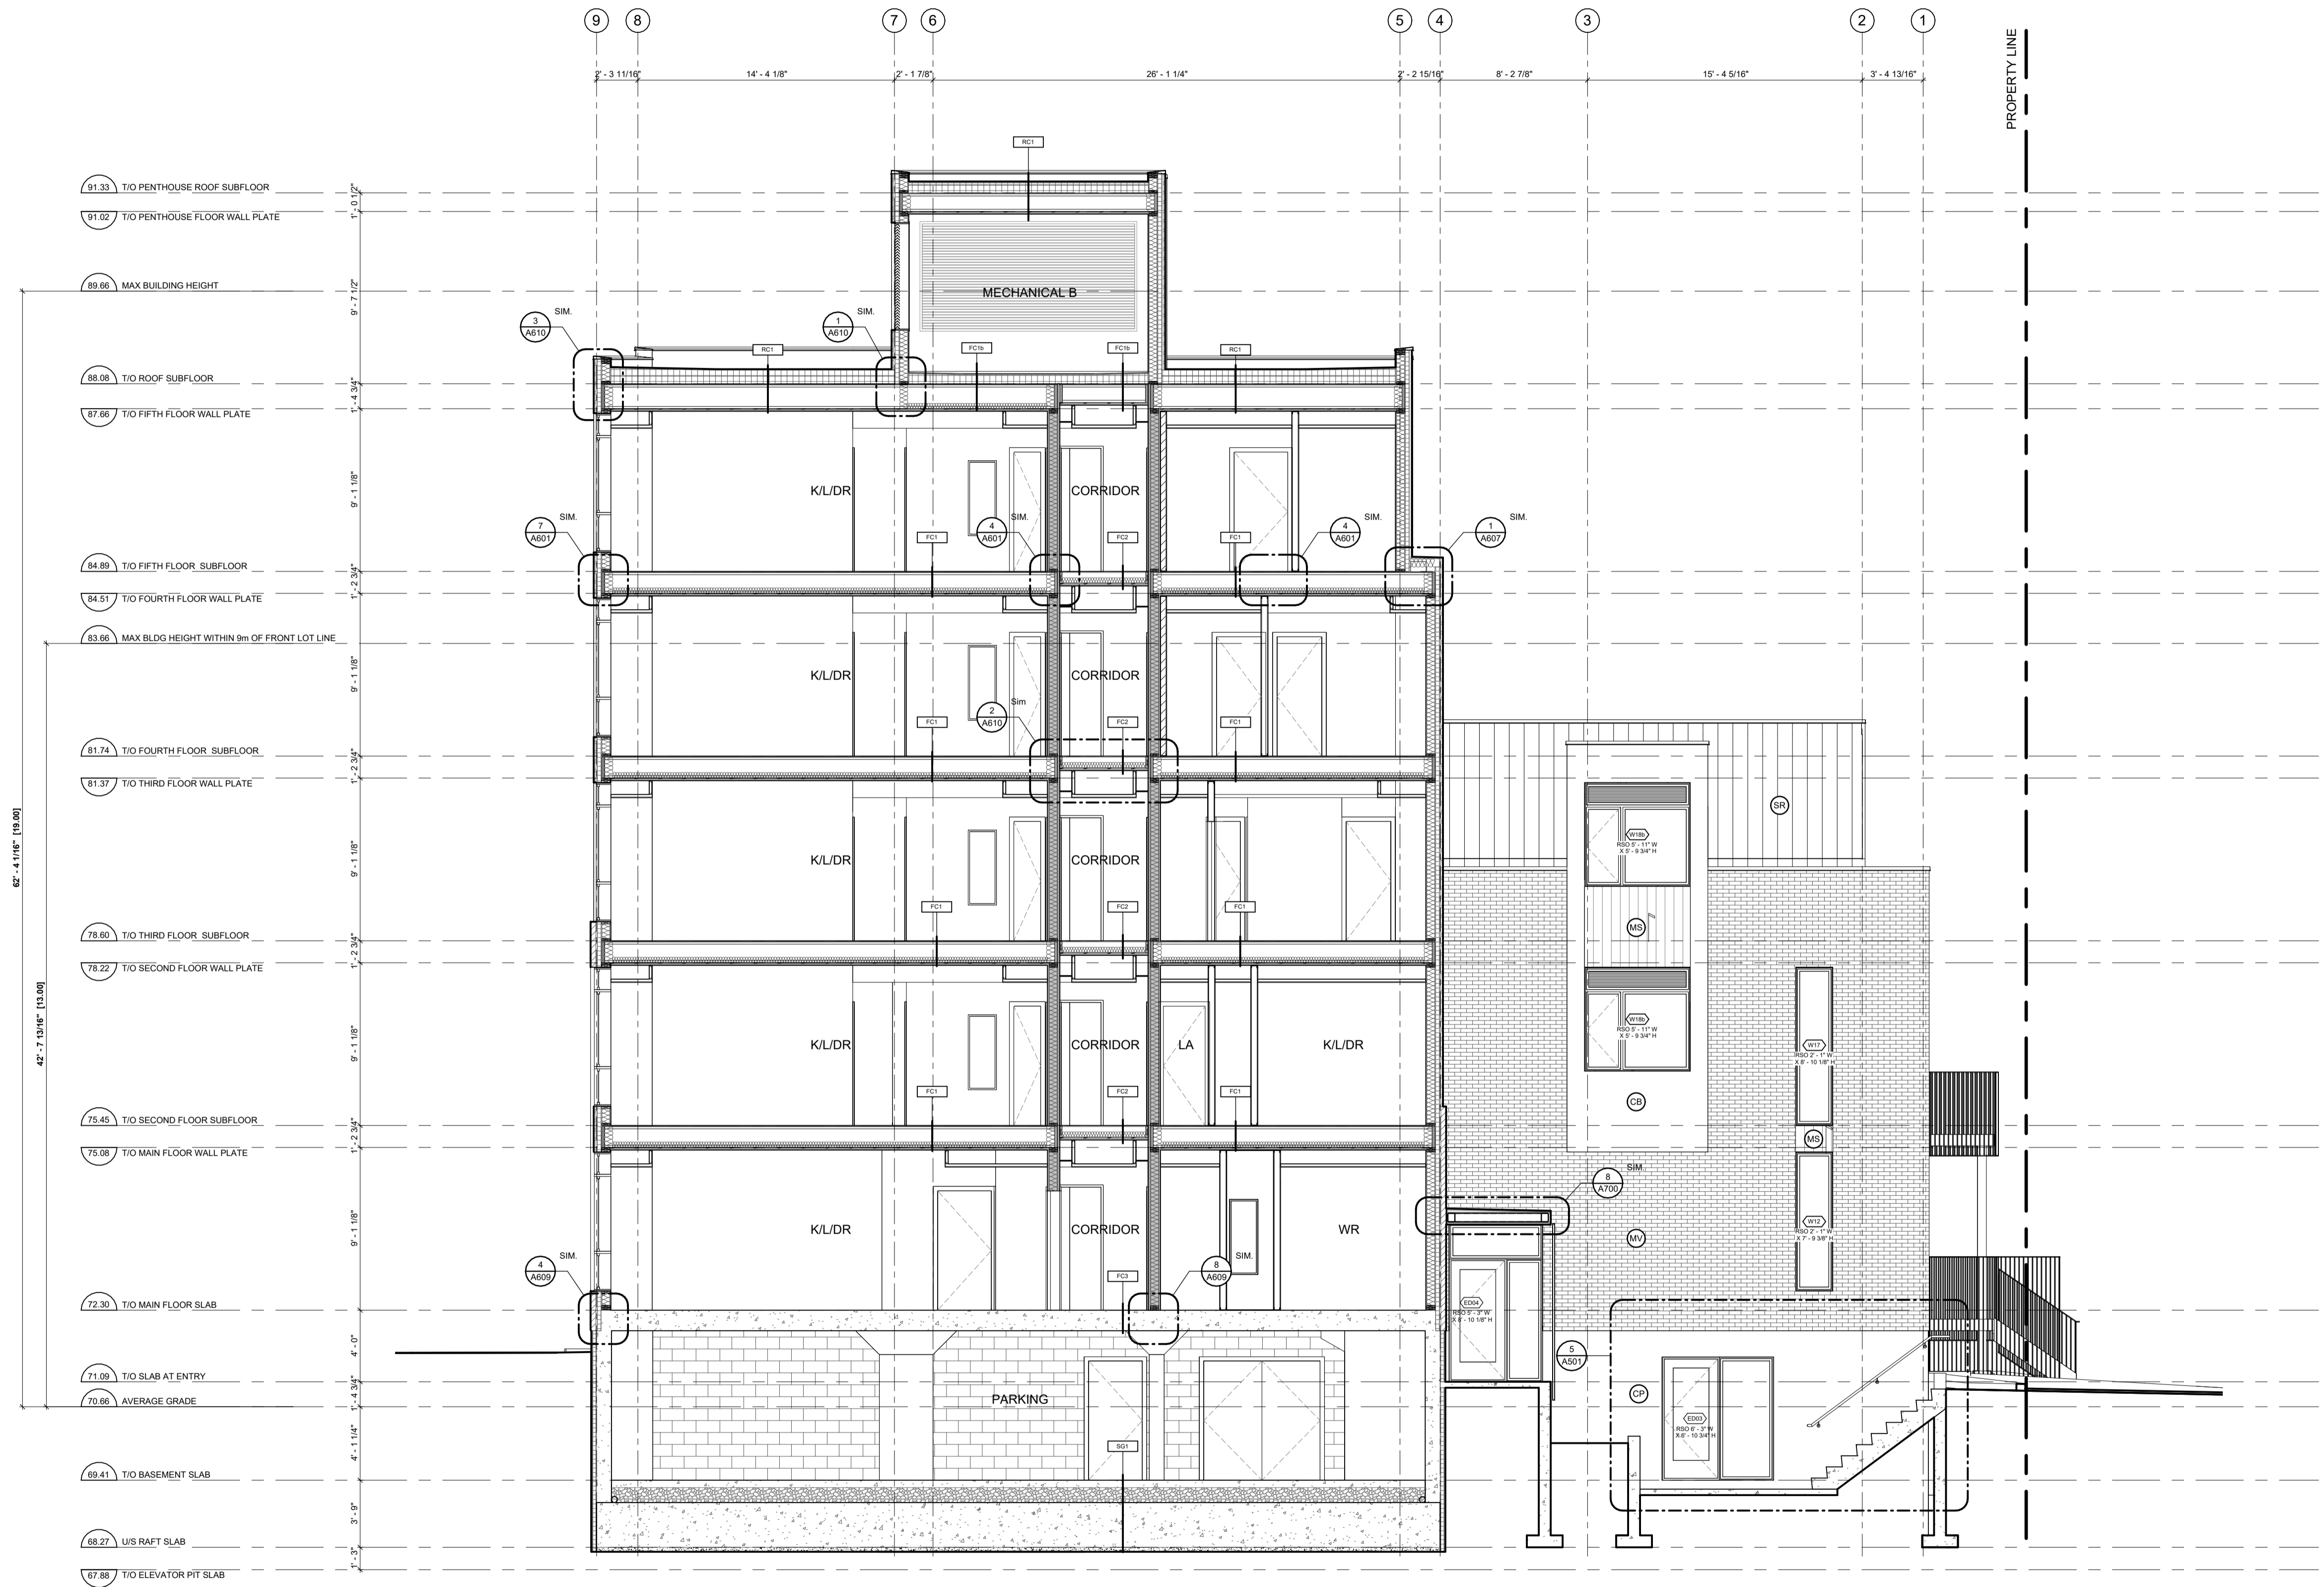 9 8 7 6 5 4 3 2 1
PROPERTY LINE
2' - 3 11/16" 14' - 4 1/8" 2' - 1 7/8" 26' - 1 1/4" 2' - 2 15/16" 8' - 2 7/8" 15' - 4 5/16" 3' - 4 13/16"
RC1
91.33 T/O PENTHOUSE ROOF SUBFLOOR
1' - 0 1/2"
91.02 T/O PENTHOUSE FLOOR WALL PLATE
89.66 MAX BUILDING HEIGHT
9' - 7 1/2"
MECHANICAL B
3 A610 SIM.
1 A610 SIM.
RC1 FC1b FC1b RC1
88.08 T/O ROOF SUBFLOOR
1' - 4 3/4"
87.66 T/O FIFTH FLOOR WALL PLATE
9' - 1 1/8"
K/L/DR CORRIDOR
7 A601 SIM.
4 A601 SIM.
4 A601 SIM.
1 A607 SIM.
FC1 FC2 FC1
84.89 T/O FIFTH FLOOR SUBFLOOR
1' - 2 3/4"
84.51 T/O FOURTH FLOOR WALL PLATE
83.66 MAX BLDG HEIGHT WITHIN 9m OF FRONT LOT LINE
9' - 1 1/8"
K/L/DR CORRIDOR
2 A610 Sim
FC1 FC2 FC1
81.74 T/O FOURTH FLOOR SUBFLOOR
1' - 2 3/4"
81.37 T/O THIRD FLOOR WALL PLATE
SR
W18b
RSO 5' - 11" W
X 5' - 9 3/4" H
62' - 4 1/16" [19.00]
9' - 1 1/8"
K/L/DR CORRIDOR
FC1 FC2 FC1
MS
78.60 T/O THIRD FLOOR SUBFLOOR
1' - 2 3/4"
78.22 T/O SECOND FLOOR WALL PLATE
42' - 7 13/16" [13.00]
9' - 1 1/8"
K/L/DR CORRIDOR LA K/L/DR
W18b
RSO 5' - 11" W
X 5' - 9 3/4" H
W17
RSO 2' - 1" W
X 6' - 10 1/8" H
FC1 FC2 FC1
CB
75.45 T/O SECOND FLOOR SUBFLOOR
1' - 2 3/4"
MS
75.08 T/O MAIN FLOOR WALL PLATE
8 A700 SIM.
9' - 1 1/8"
K/L/DR CORRIDOR WR
MV
W12
RSO 2' - 1" W
X 7' - 9 3/8" H
4 A609 SIM.
FC3
8 A609 SIM.
72.30 T/O MAIN FLOOR SLAB
ED04
RSO 5' - 3" W
X 8' - 10 1/8" H
4' - 0"
5 A501
71.09 T/O SLAB AT ENTRY
1' - 4 3/4"
70.66 AVERAGE GRADE
PARKING
CP
ED03
RSO 6' - 3" W
X 6' - 10 3/4" H
4' - 1 1/4"
SG1
69.41 T/O BASEMENT SLAB
3' - 9"
68.27 U/S RAFT SLAB
1' - 3"
67.88 T/O ELEVATOR PIT SLAB